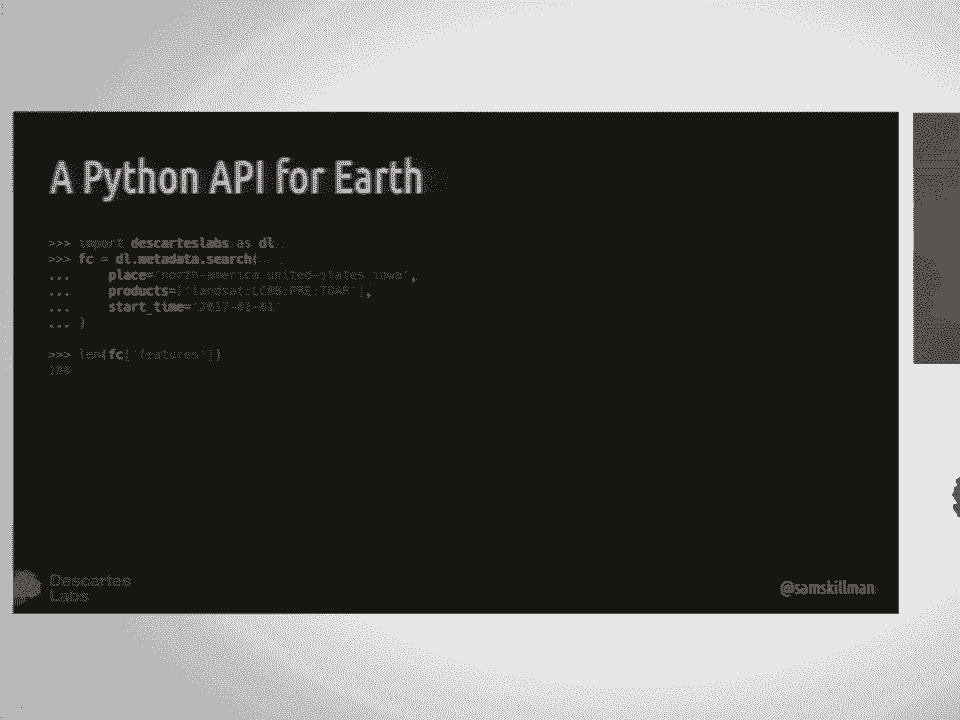 A Python API for Earth
>>> import descarteslabs as dl
>>> fc = dl.metadata.search(
...     place='north-america_united-states_iowa',
...     products=['landsat:LC08:PRE:TOAR'],
...     start_time='2017-01-01'
... )
>>> len(fc['features'])
100
Descartes
Labs
@samskillman